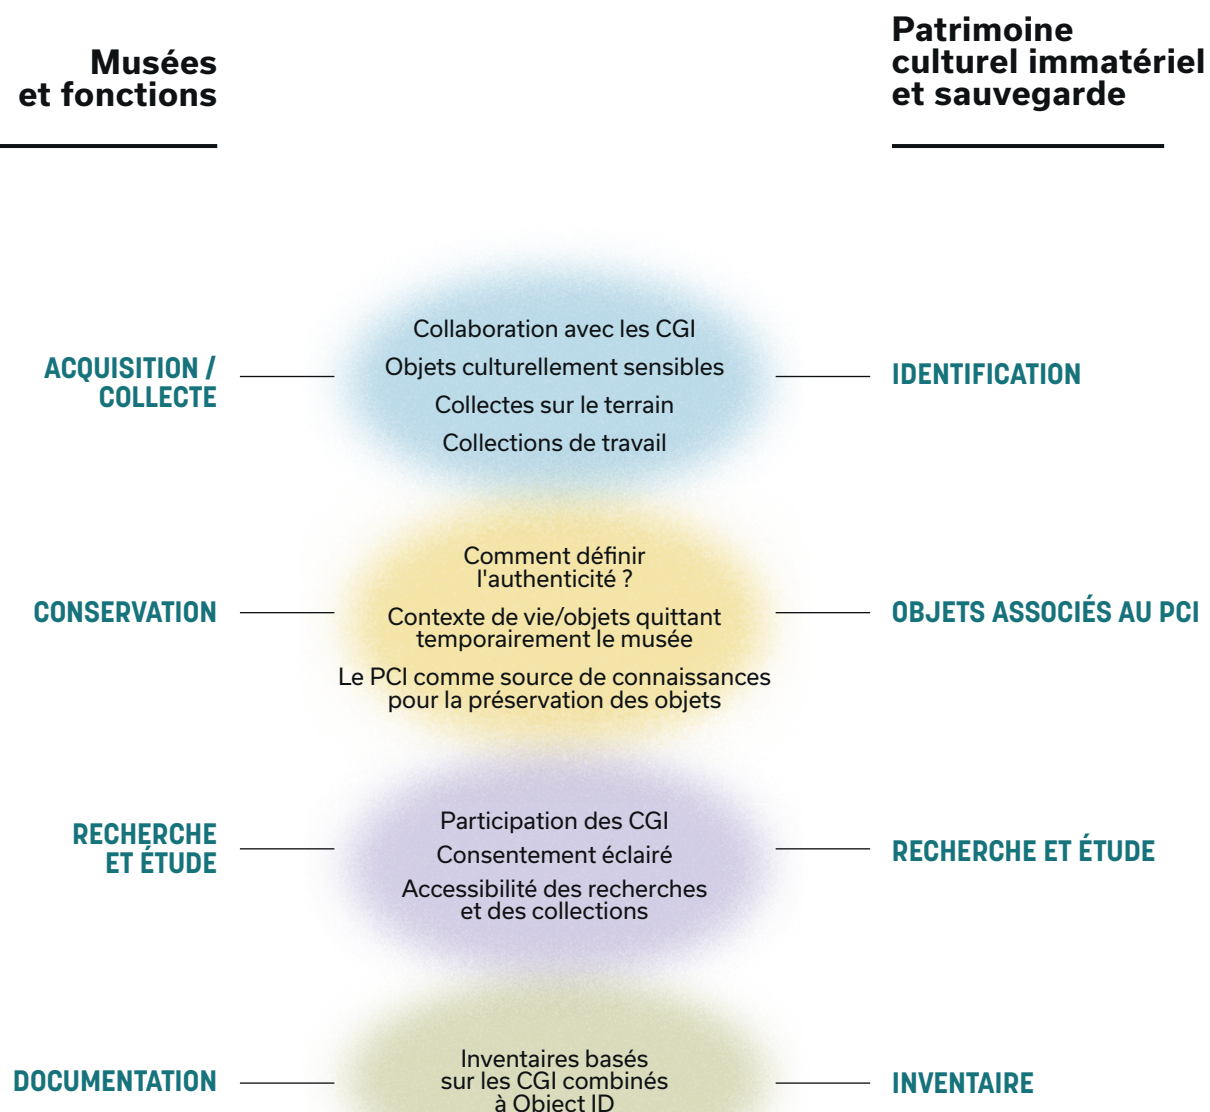 Musées
et fonctions
Patrimoine
culturel immatériel
et sauvegarde
ACQUISITION /
COLLECTE
Collaboration avec les CGI
Objets culturellement sensibles
Collectes sur le terrain
Collections de travail
IDENTIFICATION
CONSERVATION
Comment définir
l'authenticité ?
Contexte de vie/objets quittant
temporairement le musée
Le PCI comme source de connaissances
pour la préservation des objets
OBJETS ASSOCIÉS AU PCI
RECHERCHE
ET ÉTUDE
Participation des CGI
Consentement éclairé
Accessibilité des recherches
et des collections
RECHERCHE ET ÉTUDE
DOCUMENTATION
Inventaires basés
sur les CGI combinés
à Object ID
INVENTAIRE